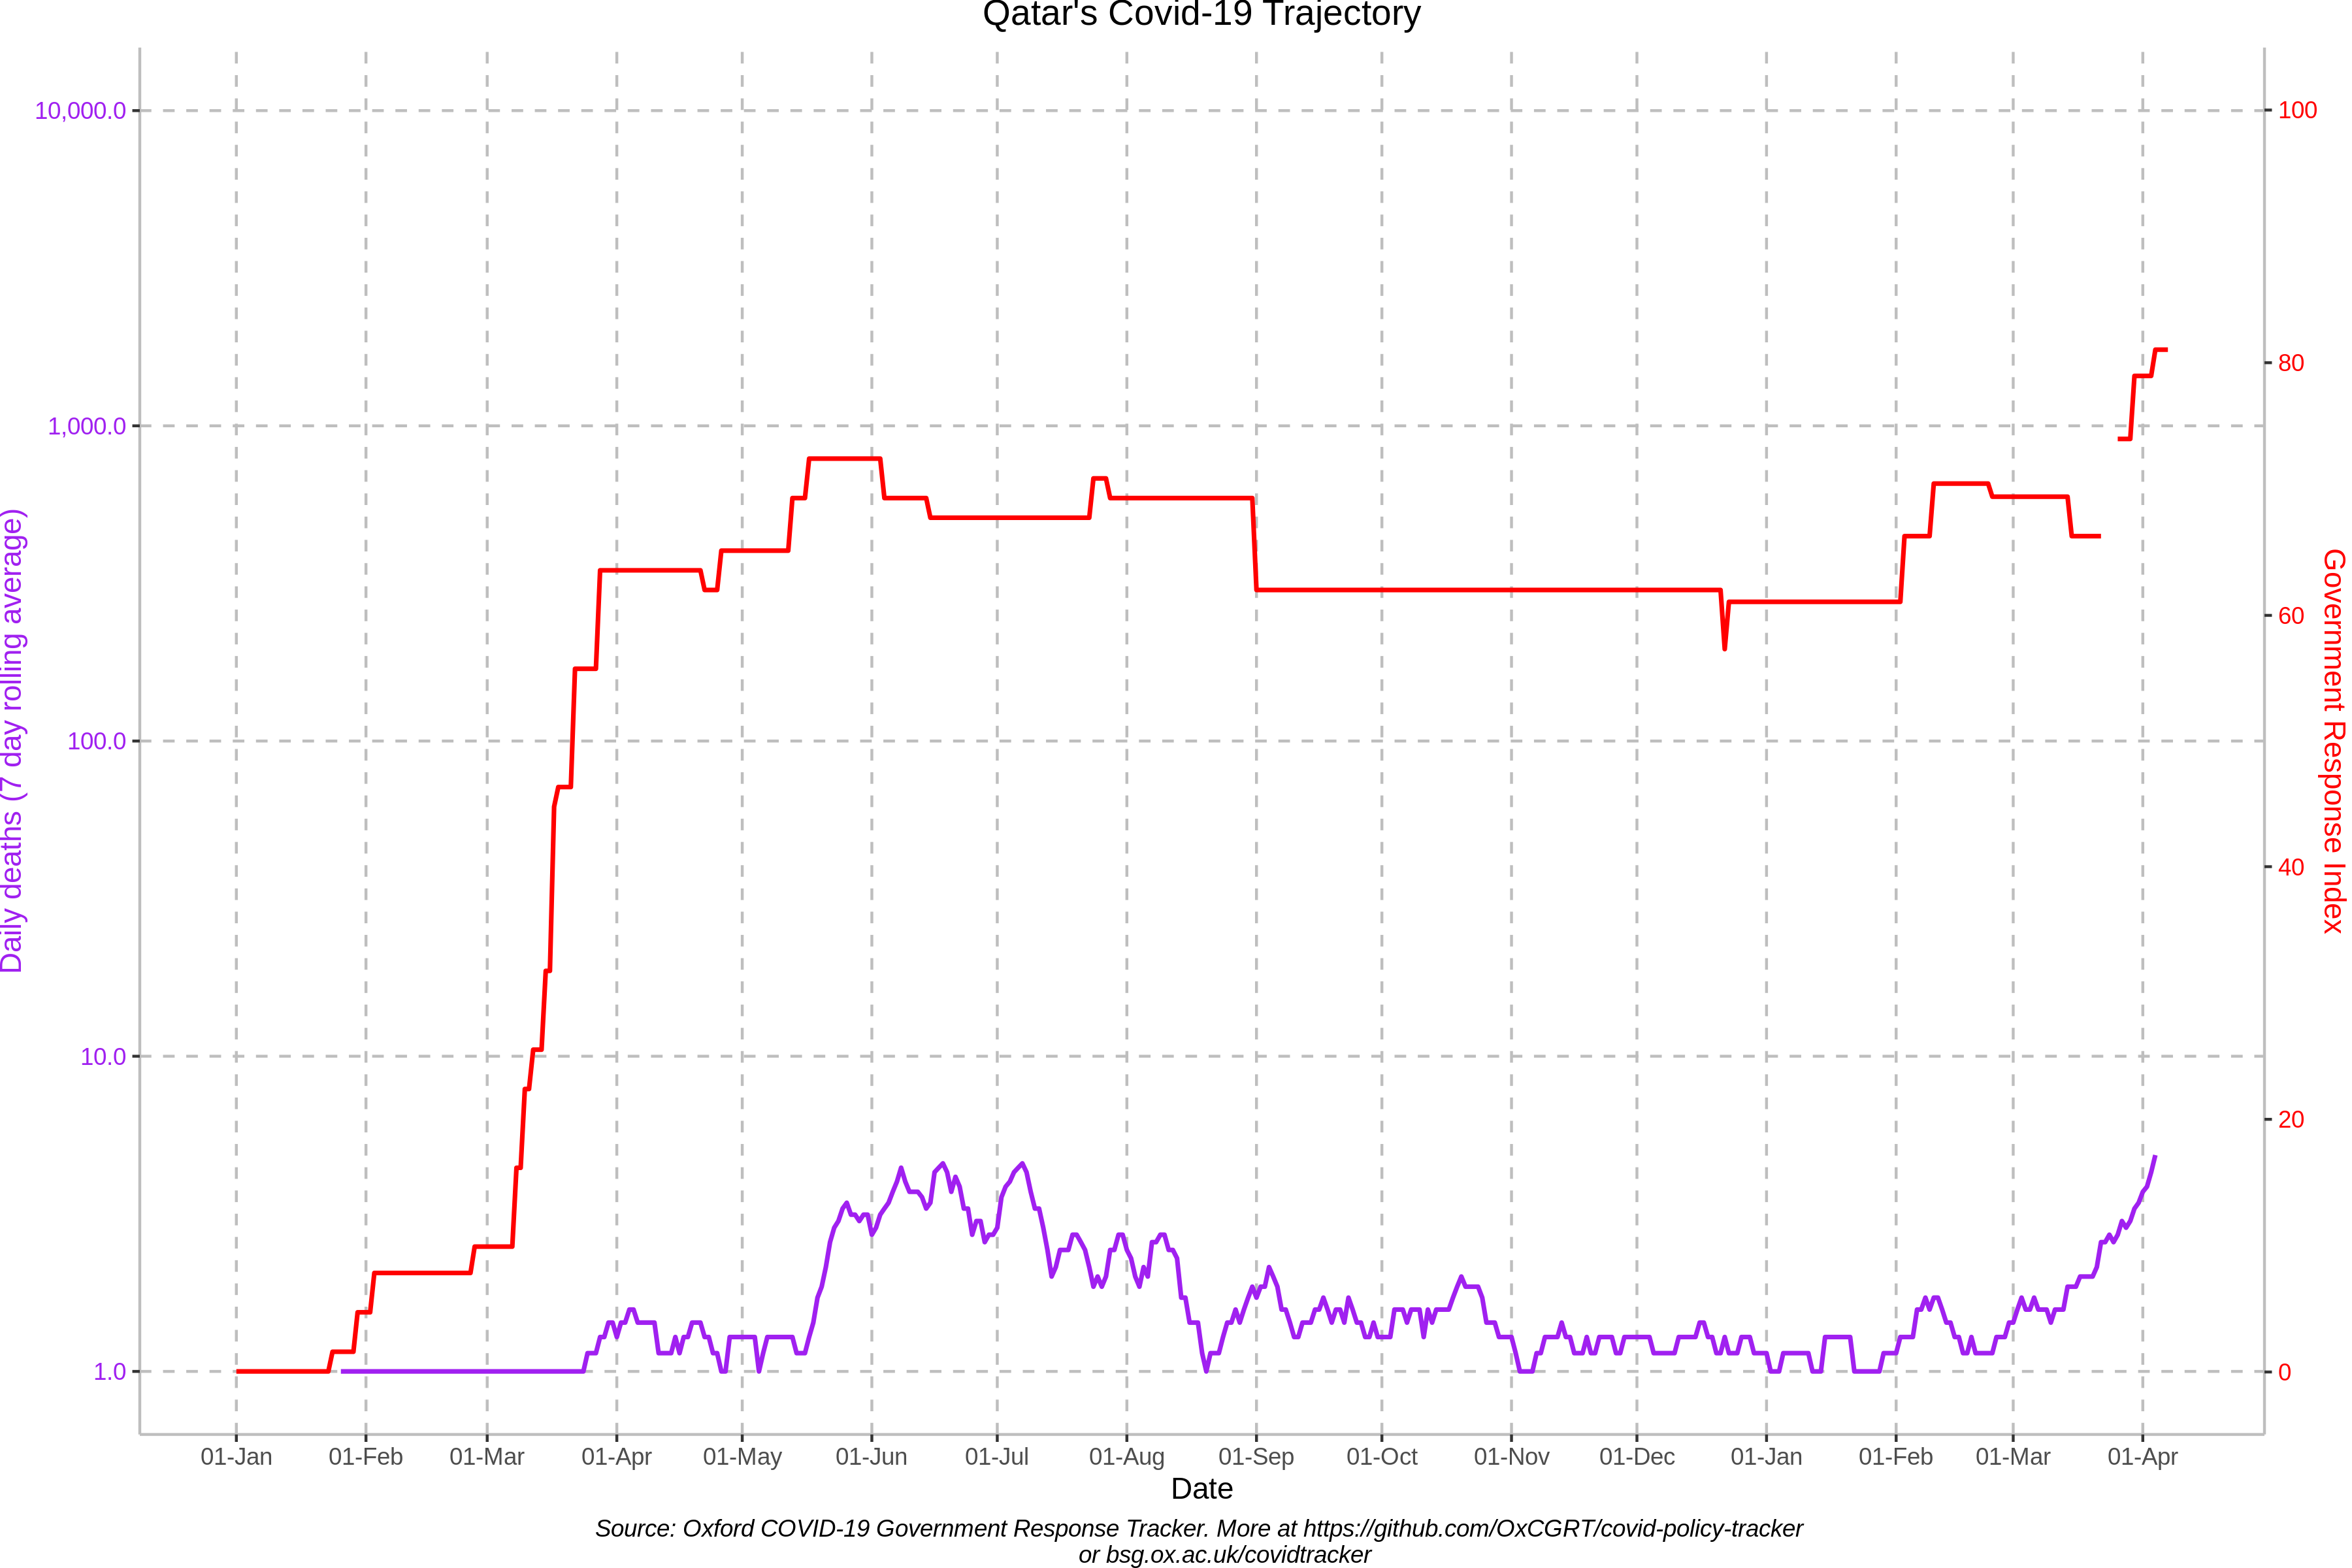 Qatar's Covid-19 Trajectory
10,000.0
1,000.0
100.0
10.0
1.0
Daily deaths (7 day rolling average)
100
80
60
40
20
0
Government Response Index
01-Jan 01-Feb 01-Mar 01-Apr 01-May 01-Jun 01-Jul 01-Aug 01-Sep 01-Oct 01-Nov 01-Dec 01-Jan 01-Feb 01-Mar 01-Apr
Date
Source: Oxford COVID-19 Government Response Tracker. More at https://github.com/OxCGRT/covid-policy-tracker
or bsg.ox.ac.uk/covidtracker